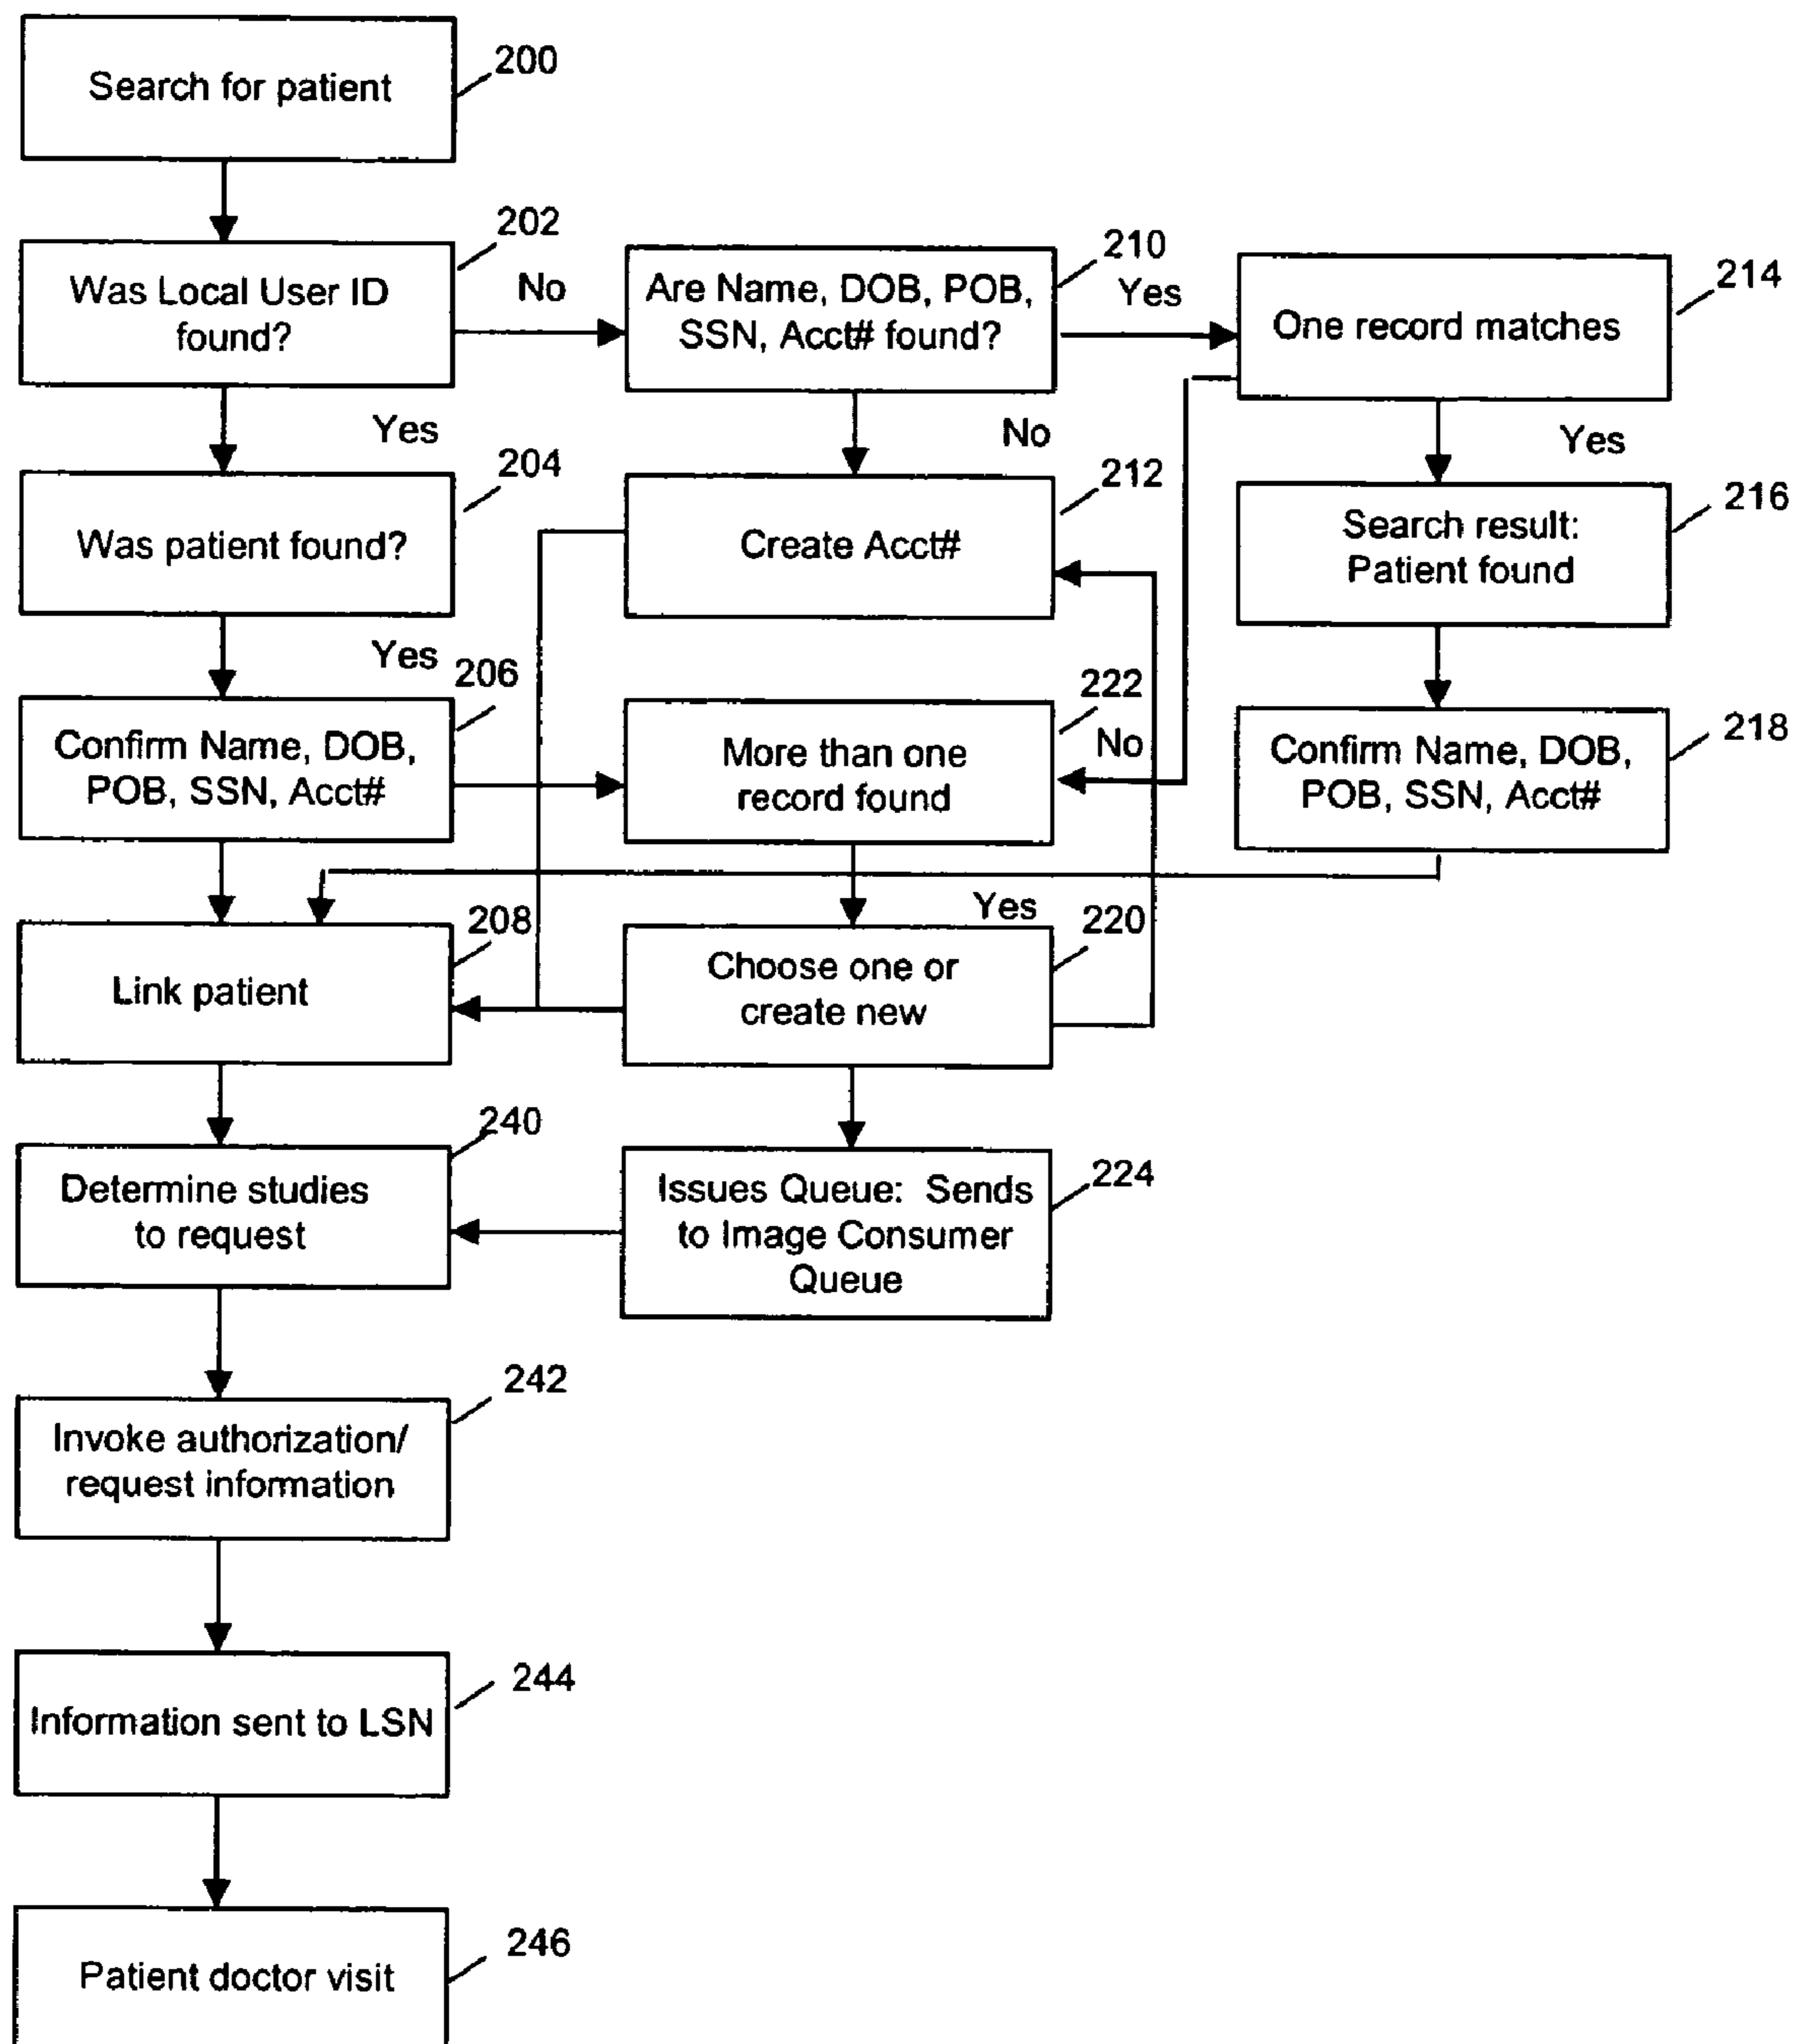 Search for patient
200
Was Local User ID
found?
202
No
Are Name, DOB, POB,
SSN, Acct# found?
210
Yes
One record matches
214
Yes
No
Yes
Was patient found?
204
Create Acct#
212
Search result:
Patient found
216
Yes
Confirm Name, DOB,
POB, SSN, Acct#
206
More than one
record found
222
No
Confirm Name, DOB,
POB, SSN, Acct#
218
Link patient
208
Yes
Choose one or
create new
220
Determine studies
to request
240
Issues Queue: Sends
to Image Consumer
Queue
224
Invoke authorization/
request information
242
Information sent to LSN
244
Patient doctor visit
246